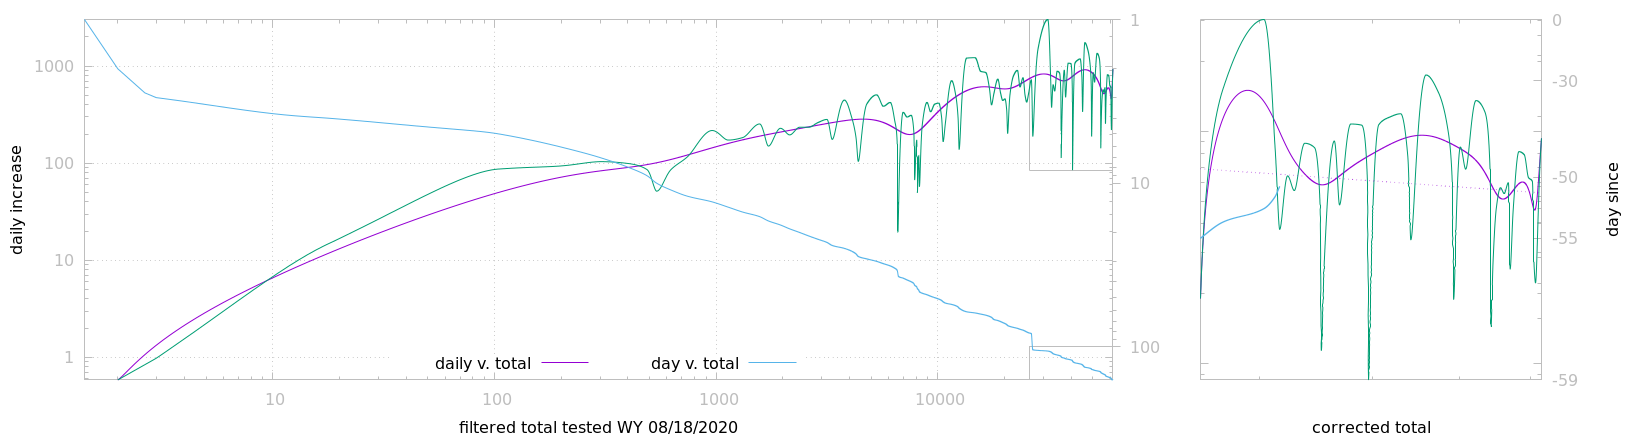 1000
100
10
1
daily increase
10
100
1000
10000
filtered total tested WY 08/18/2020
daily v. total
day v. total
1
10
100
0
-30
-50
-55
-59
day since
corrected total